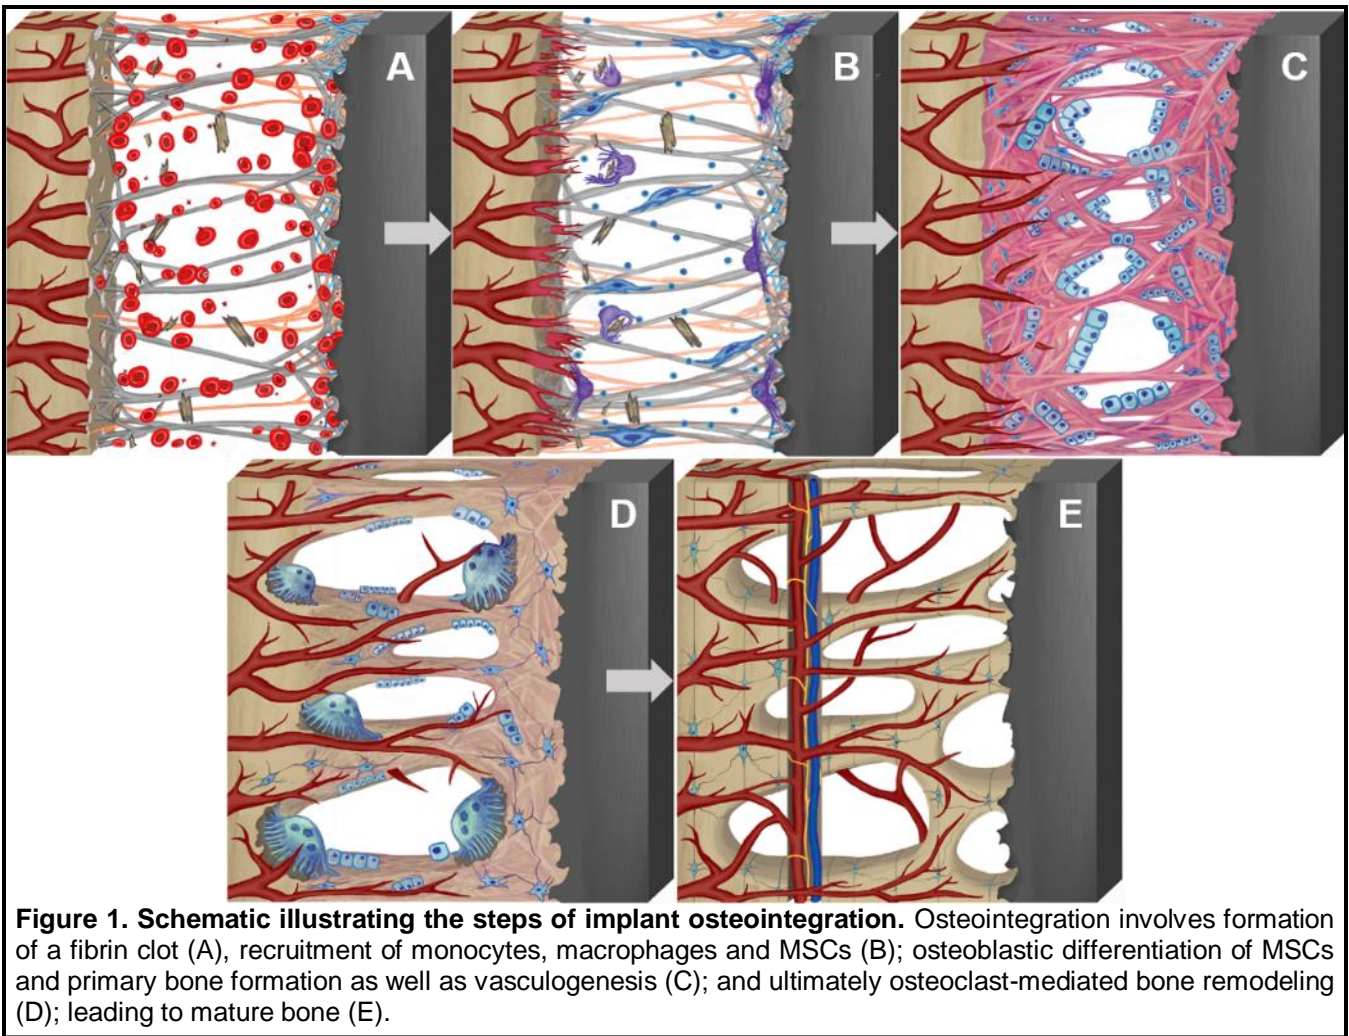 A
B
C
D
E
Figure 1. Schematic illustrating the steps of implant osteointegration. Osteointegration involves formation
of a fibrin clot (A), recruitment of monocytes, macrophages and MSCs (B); osteoblastic differentiation of MSCs
and primary bone formation as well as vasculogenesis (C); and ultimately osteoclast-mediated bone remodeling
(D); leading to mature bone (E).